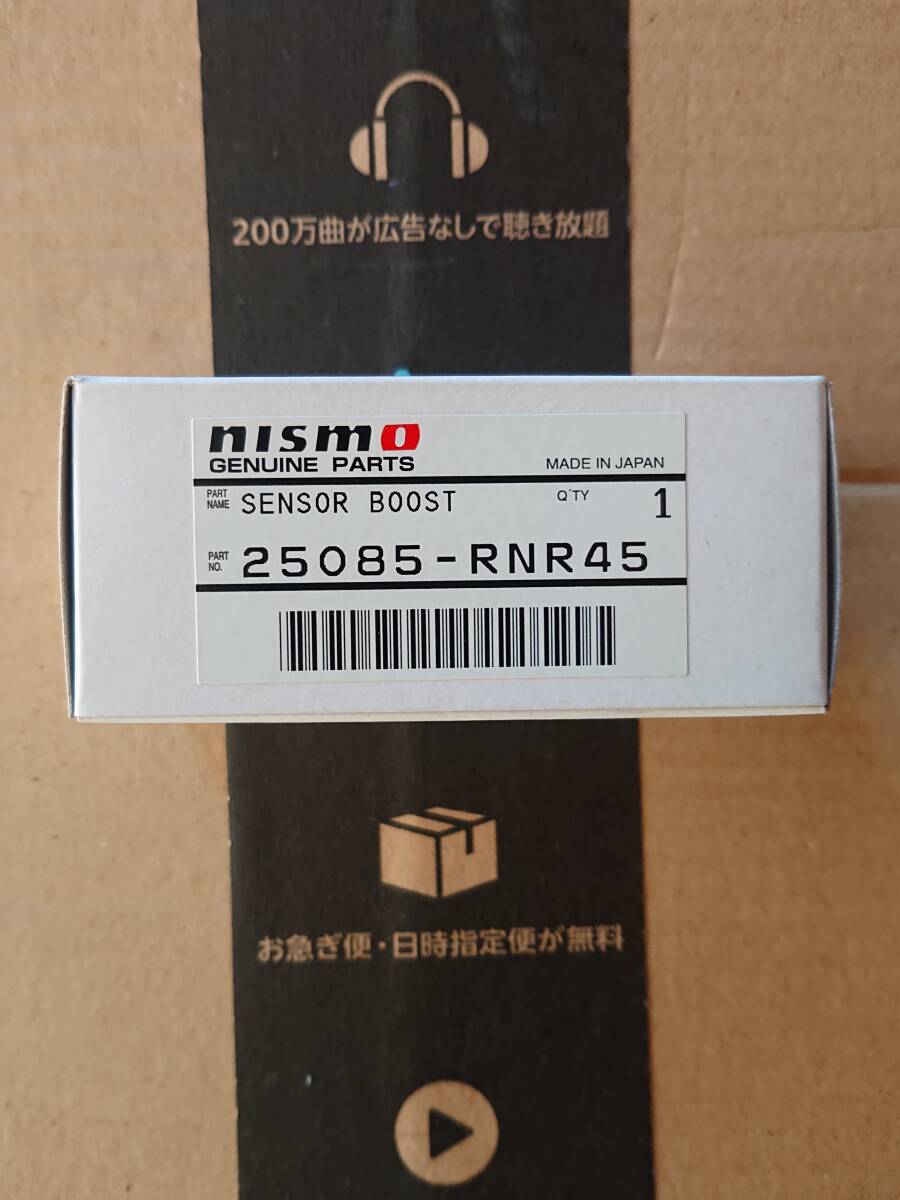 200万曲が広告なしで聴き放題
nismo
GENUINE PARTS
MADE IN JAPAN
PART NAME SENSOR BOOST Q'TY 1
PART NO. 25085-RNR45
お急ぎ便・日時指定便が無料